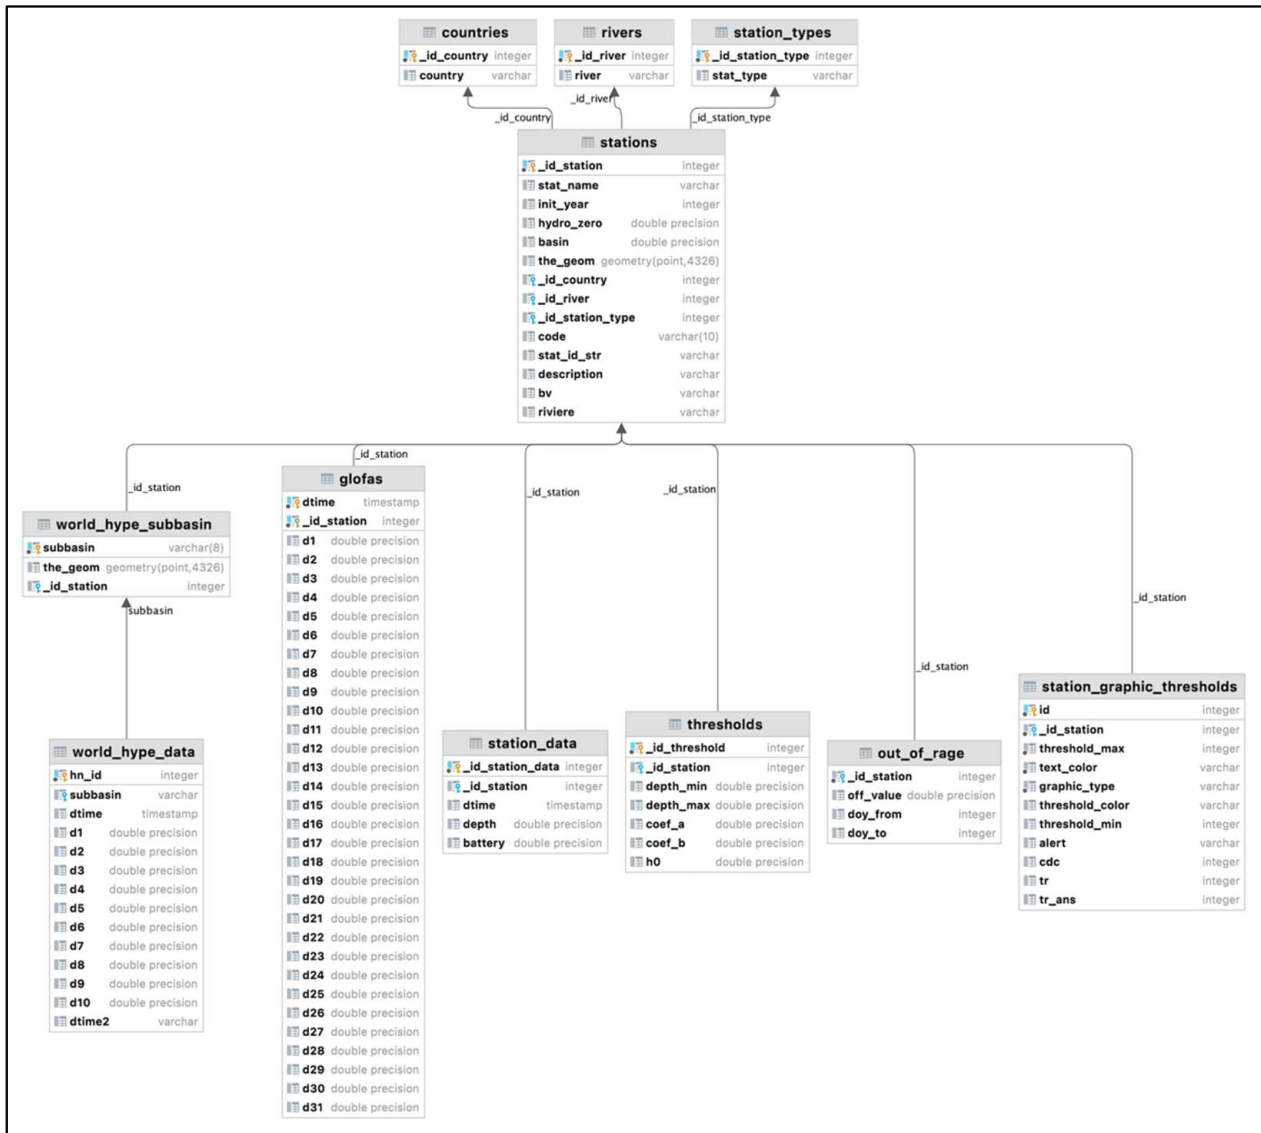 countries
_id_country integer
country varchar
rivers
_id_river integer
river varchar
station_types
_id_station_type integer
stat_type varchar
_id_country
_id_river
_id_station_type
stations
_id_station integer
stat_name varchar
init_year integer
hydro_zero double precision
basin double precision
the_geom geometry(point,4326)
_id_country integer
_id_river integer
_id_station_type integer
code varchar(10)
stat_id_str varchar
description varchar
bv varchar
riviere varchar
_id_station
_id_station
_id_station
_id_station
_id_station
_id_station
world_hype_subbasin
subbasin varchar(8)
the_geom geometry(point,4326)
_id_station integer
subbasin
world_hype_data
hn_id integer
subbasin varchar
dtime timestamp
d1 double precision
d2 double precision
d3 double precision
d4 double precision
d5 double precision
d6 double precision
d7 double precision
d8 double precision
d9 double precision
d10 double precision
dtime2 varchar
glofas
dtime timestamp
_id_station integer
d1 double precision
d2 double precision
d3 double precision
d4 double precision
d5 double precision
d6 double precision
d7 double precision
d8 double precision
d9 double precision
d10 double precision
d11 double precision
d12 double precision
d13 double precision
d14 double precision
d15 double precision
d16 double precision
d17 double precision
d18 double precision
d19 double precision
d20 double precision
d21 double precision
d22 double precision
d23 double precision
d24 double precision
d25 double precision
d26 double precision
d27 double precision
d28 double precision
d29 double precision
d30 double precision
d31 double precision
station_data
_id_station_data integer
_id_station integer
dtime timestamp
depth double precision
battery double precision
thresholds
_id_threshold integer
_id_station integer
depth_min double precision
depth_max double precision
coef_a double precision
coef_b double precision
h0 double precision
out_of_rage
_id_station integer
off_value double precision
doy_from integer
doy_to integer
station_graphic_thresholds
id integer
_id_station integer
threshold_max integer
text_color varchar
graphic_type varchar
threshold_color varchar
threshold_min integer
alert varchar
cdc integer
tr integer
tr_ans integer